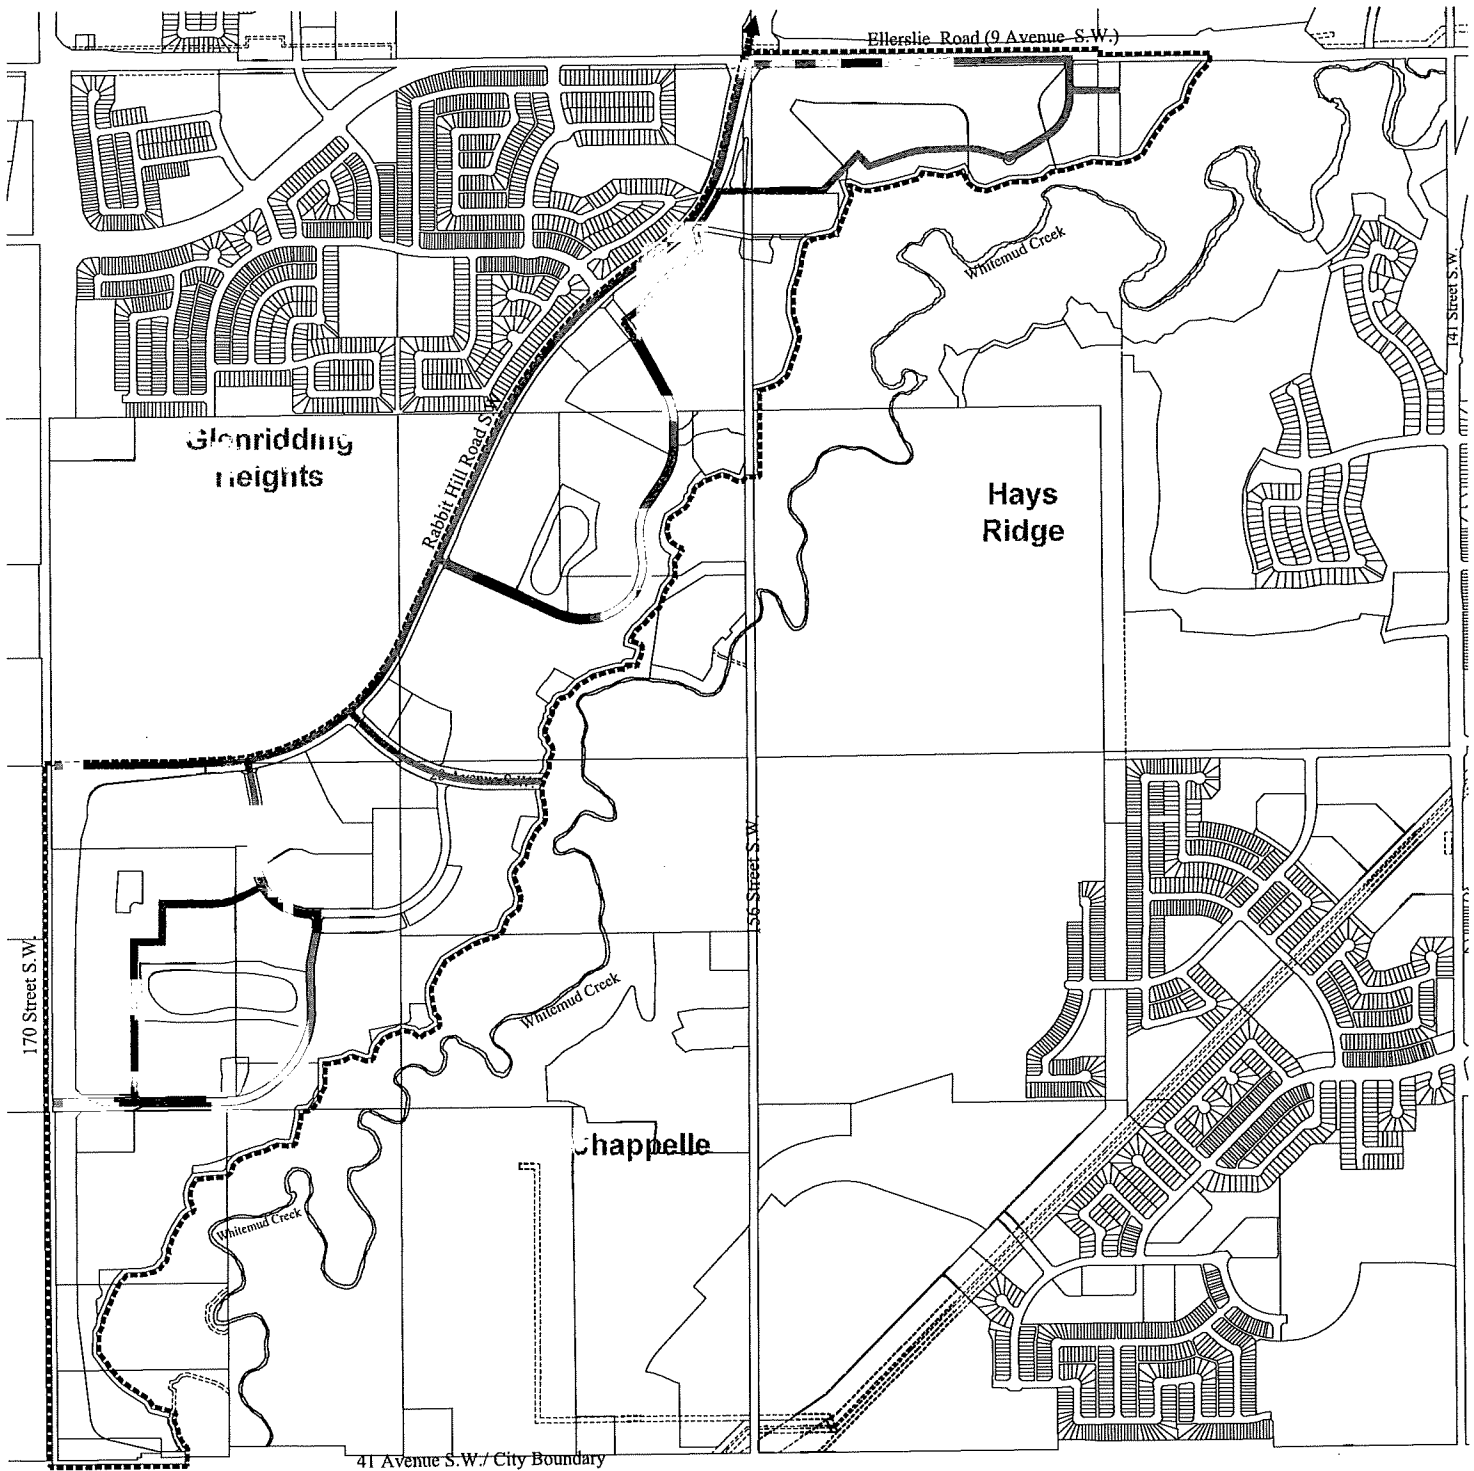 Ellerslie Road (9 Avenue S.W.)
Whitemud Creek
41 Street S.W.
Glenridding
Heights
Rabbit Hill Road S.W.
Hays
Ridge
156 Street S.W.
170 Street S.W.
Whitemud Creek
Chappelle
Whitemud Creek
41 Avenue S.W./ City Boundary